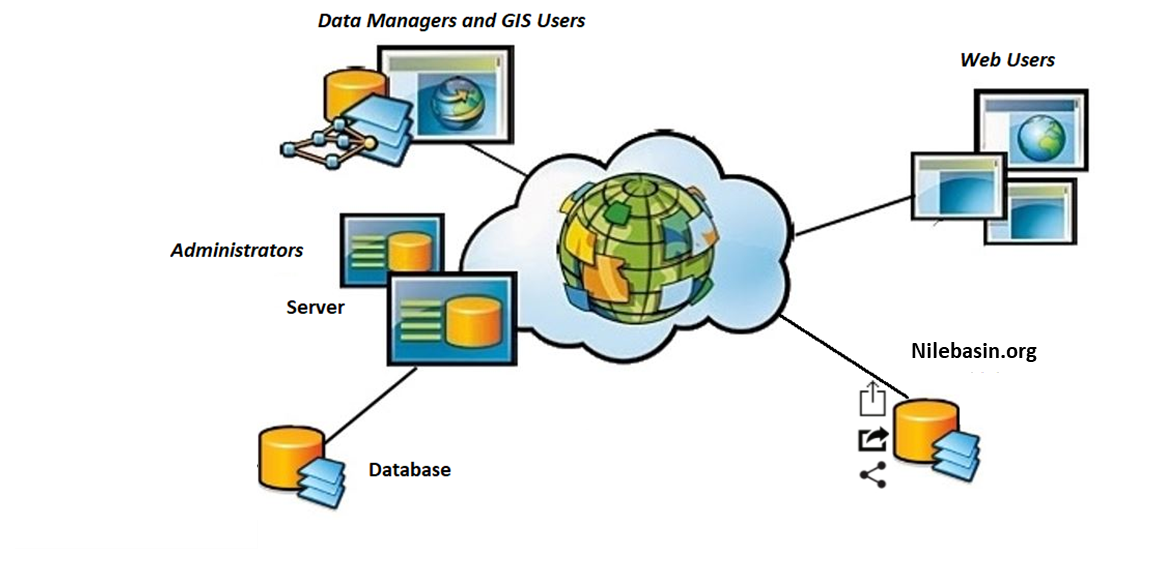 Data Managers and GIS Users
Web Users
Administrators
Server
Nilebasin.org
Database